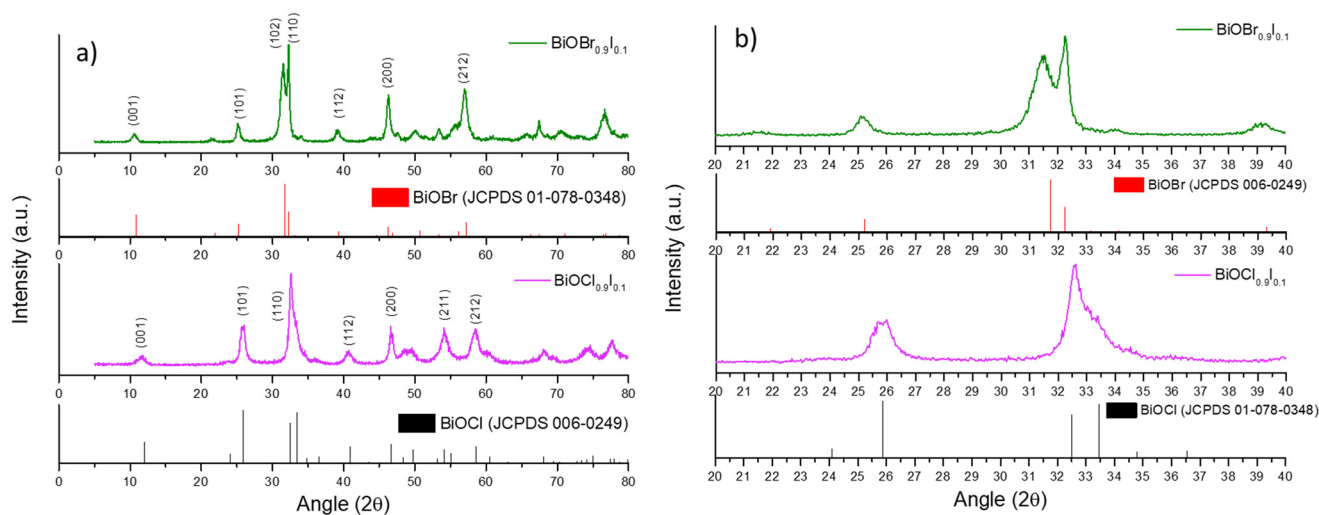 a)
BiOBr0.9I0.1
(001)
(101)
(102)
(110)
(112)
(200)
(212)
0 10 20 30 40 50 60 70 80
BiOBr (JCPDS 01-078-0348)
0 10 20 30 40 50 60 70 80
BiOCl0.9I0.1
(001)
(101)
(110)
(112)
(200)
(211)
(212)
0 10 20 30 40 50 60 70 80
BiOCl (JCPDS 006-0249)
0 10 20 30 40 50 60 70 80
Intensity (a.u.)
Angle (2θ)
b)
BiOBr0.9I0.1
20 21 22 23 24 25 26 27 28 29 30 31 32 33 34 35 36 37 38 39 40
BiOBr (JCPDS 006-0249)
20 21 22 23 24 25 26 27 28 29 30 31 32 33 34 35 36 37 38 39 40
BiOCl0.9I0.1
20 21 22 23 24 25 26 27 28 29 30 31 32 33 34 35 36 37 38 39 40
BiOCl (JCPDS 01-078-0348)
20 21 22 23 24 25 26 27 28 29 30 31 32 33 34 35 36 37 38 39 40
Intensity (a.u.)
Angle (2θ)